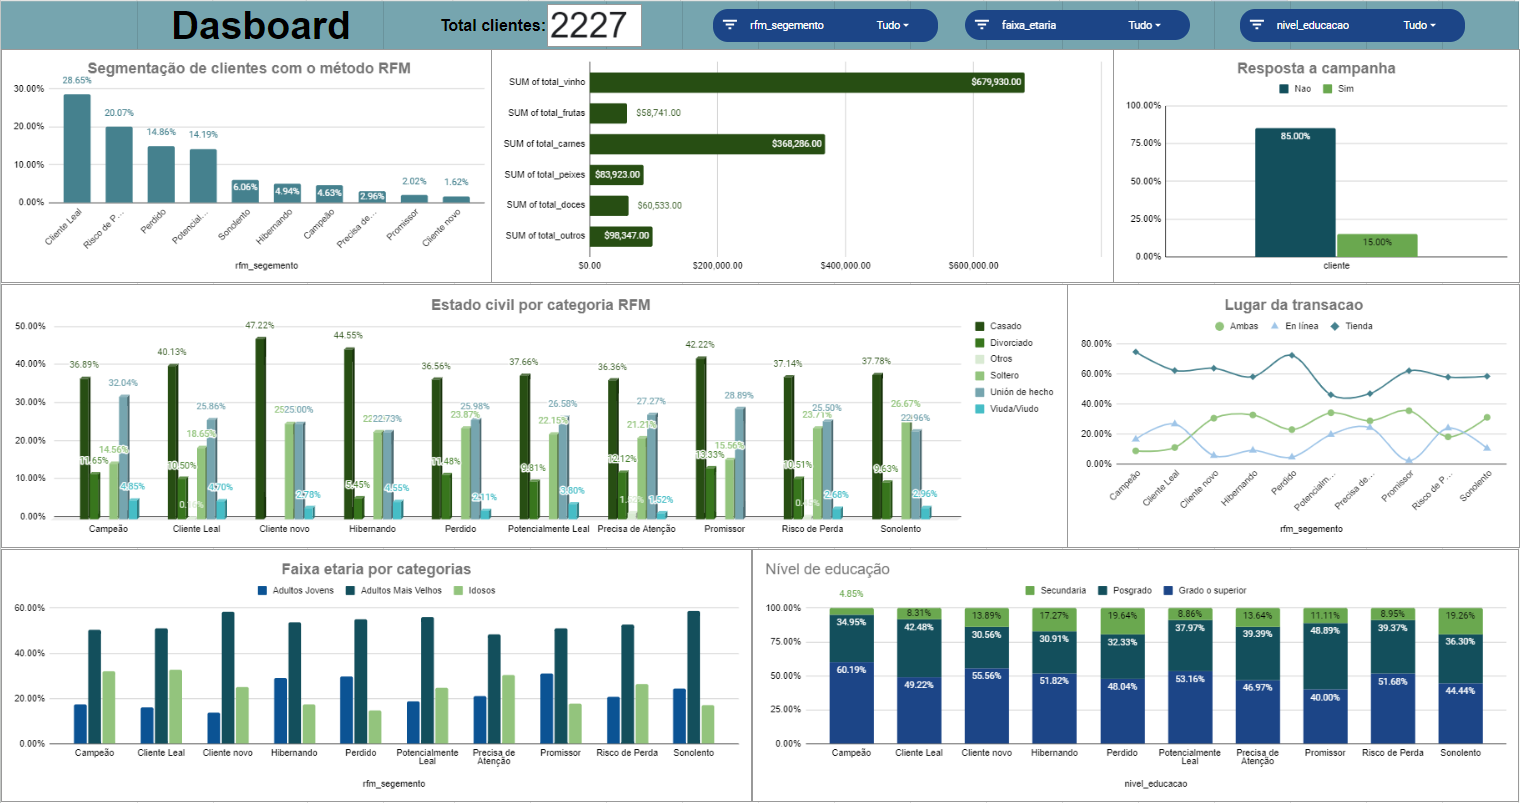 Dasboard
Total clientes: 2227
rfm_segemento Tudo
faixa_etaria Tudo
nivel_educacao Tudo
Segmentação de clientes com o método RFM
30.00%
20.00%
10.00%
0.00%
28.65%
20.07%
14.86%
14.19%
6.06%
4.94%
4.63%
2.96%
2.02%
1.62%
Cliente Leal
Risco de P…
Perdido
Potencial,…
Sonolento
Hibernando
Campeão
Precisa de…
Promissor
Cliente novo
rfm_segemento
SUM of total_vinho $679,930.00
SUM of total_frutas $58,741.00
SUM of total_carnes $368,286.00
SUM of total_peixes $83,923.00
SUM of total_doces $60,533.00
SUM of total_outros $98,347.00
$0.00 $200,000.00 $400,000.00 $600,000.00
Resposta a campanha
Nao Sim
100.00%
75.00%
50.00%
25.00%
0.00%
85.00%
15.00%
cliente
Estado civil por categoria RFM
50.00%
40.00%
30.00%
20.00%
10.00%
0.00%
36.89% 11.65% 14.56% 32.04% 4.85%
40.13% 10.50% 18.65% 25.86% 4.70%
47.22% 25.00% 2.78%
44.55% 5.45% 22.73% 4.55%
36.56% 11.48% 23.87% 25.98% 2.11%
37.66% 9.81% 22.15% 26.58% 3.80%
36.36% 12.12% 21.21% 27.27% 1.52%
42.22% 13.33% 15.56% 28.89%
37.14% 10.51% 23.71% 25.50% 2.68%
37.78% 9.63% 26.67% 22.96% 2.96%
Campeão Cliente Leal Cliente novo Hibernando Perdido Potencialmente Leal Precisa de Atenção Promissor Risco de Perda Sonolento
Casado
Divorciado
Otros
Soltero
Unión de hecho
Viuda/Viudo
Lugar da transacao
Ambas En línea Tienda
80.00%
60.00%
40.00%
20.00%
0.00%
Campeão
Cliente Leal
Cliente novo
Hibernando
Perdido
Potencialm…
Precisa de…
Promissor
Risco de P…
Sonolento
rfm_segemento
Faixa etaria por categorias
Adultos Jovens Adultos Mais Velhos Idosos
60.00%
40.00%
20.00%
0.00%
Campeão Cliente Leal Cliente novo Hibernando Perdido Potencialmente Precisa de Promissor Risco de Perda Sonolento
Leal Atenção
rfm_segemento
Nível de educação
Secundaria Posgrado Grado o superior
100.00%
75.00%
50.00%
25.00%
0.00%
4.85% 8.31% 13.89% 17.27% 19.64% 8.86% 13.64% 11.11% 8.95% 19.26%
34.95% 42.48% 30.56% 30.91% 32.33% 37.97% 39.39% 48.89% 39.37% 36.30%
60.19% 49.22% 55.56% 51.82% 48.04% 53.16% 46.97% 40.00% 51.68% 44.44%
Campeão Cliente Leal Cliente novo Hibernando Perdido Potencialmente Precisa de Promissor Risco de Perda Sonolento
Leal Atenção
nivel_educacao